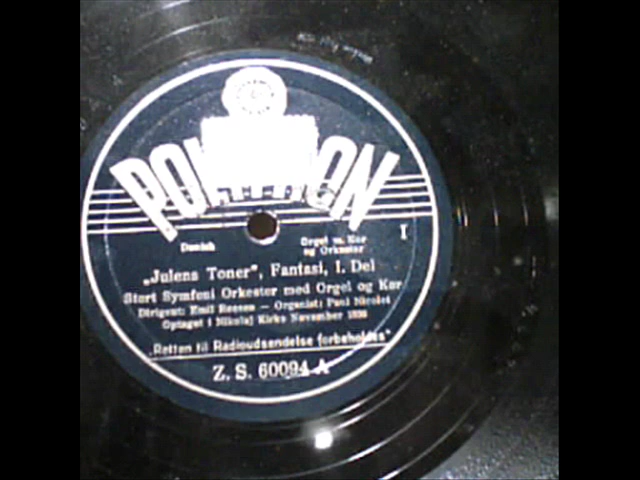 POLYPHON
Danish
Orgel m. Kor
og Orkester
I
„Julens Toner", Fantasi, 1. Del
Stort Symfoni Orkester med Orgel og Kor
Dirigent: Emil Reesen — Organist: Poul Nicolai
Optaget i Nikolaj Kirke November 1936
„Retten til Radioudsendelse forbeholdes"
Z. S. 60094 A